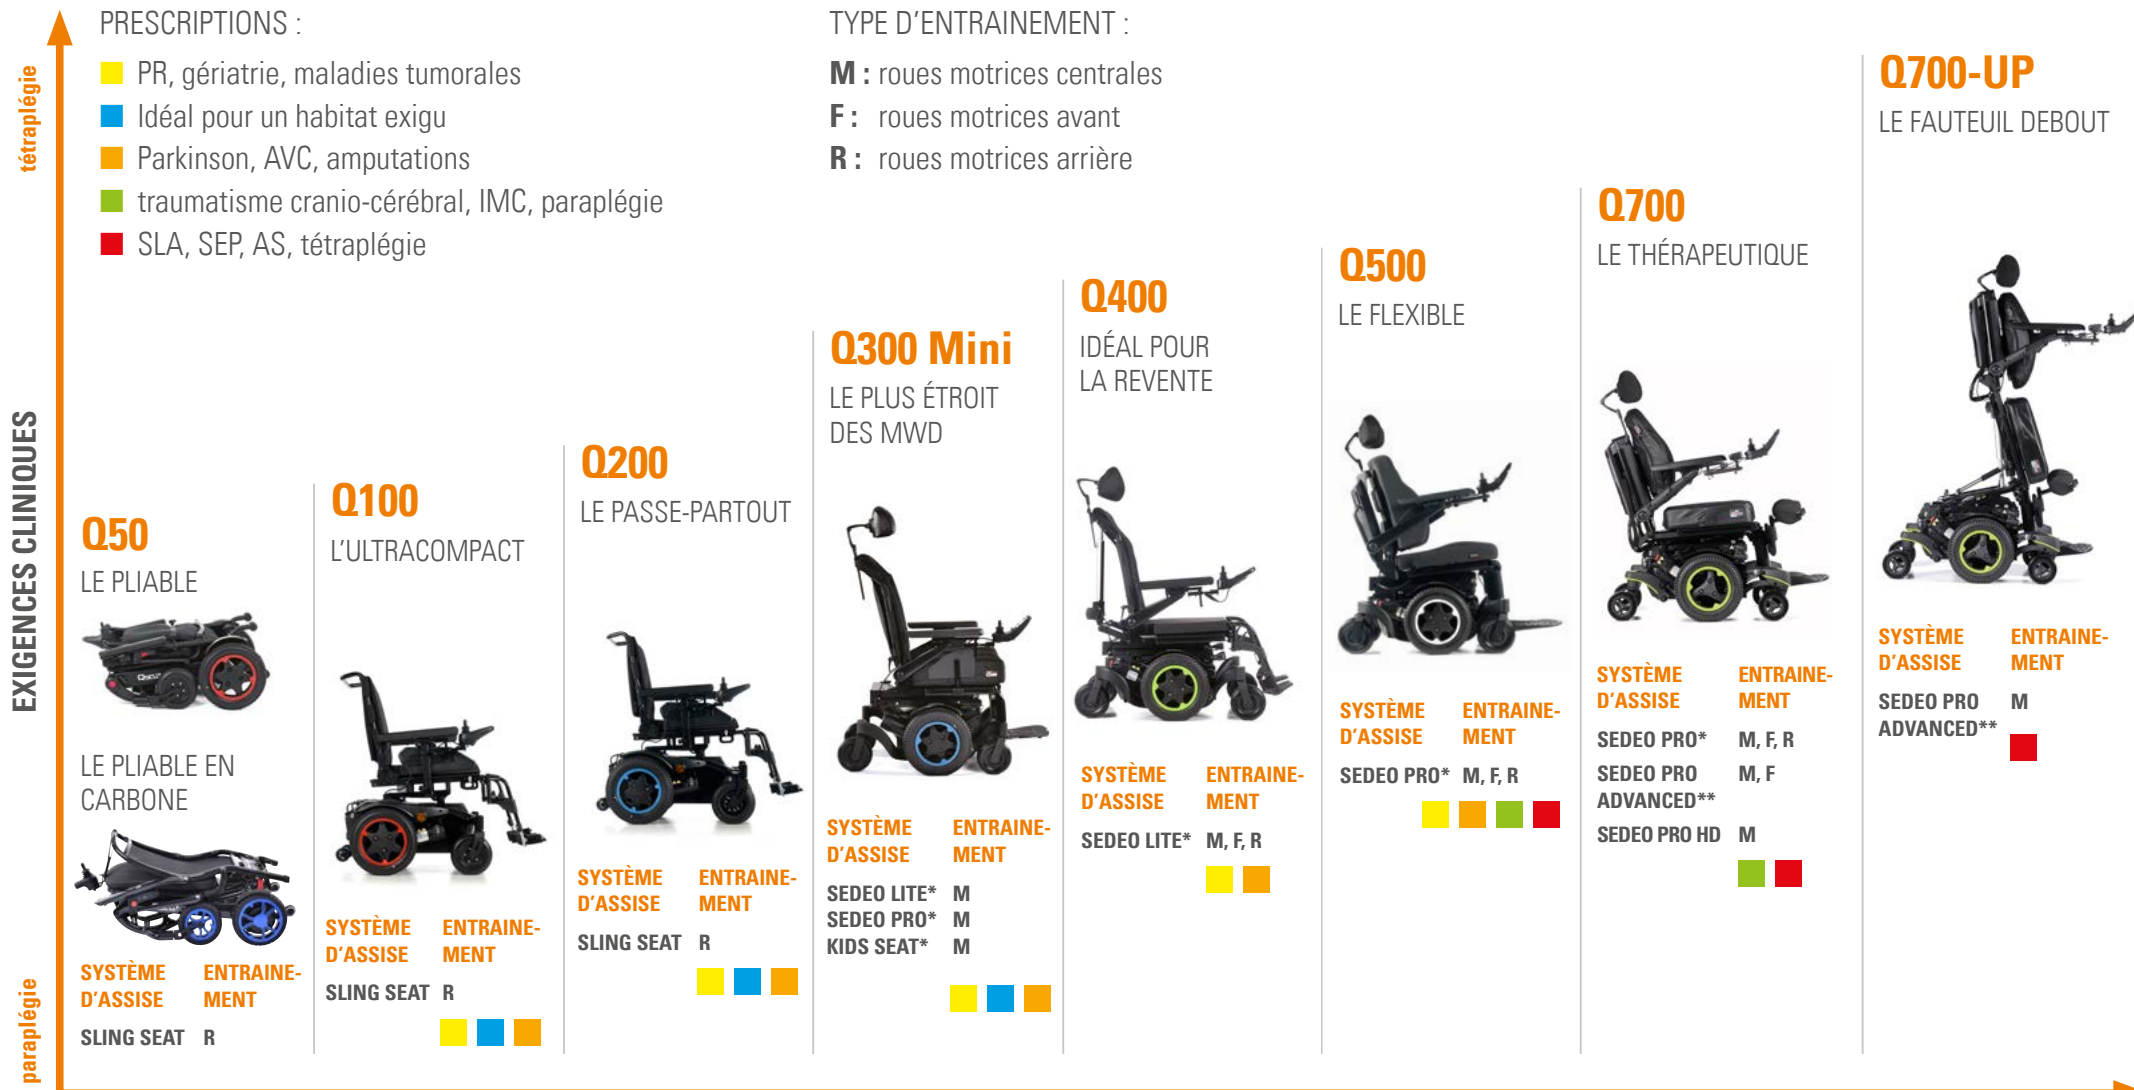 PRESCRIPTIONS :
PR, gériatrie, maladies tumorales
Idéal pour un habitat exigu
Parkinson, AVC, amputations
traumatisme cranio-cérébral, IMC, paraplégie
SLA, SEP, AS, tétraplégie
TYPE D'ENTRAINEMENT :
M : roues motrices centrales
F : roues motrices avant
R : roues motrices arrière
tétraplégie
EXIGENCES CLINIQUES
paraplégie
Q50
LE PLIABLE
LE PLIABLE EN
CARBONE
SYSTÈME ENTRAINE-
D'ASSISE MENT
SLING SEAT R
Q100
L'ULTRACOMPACT
SYSTÈME ENTRAINE-
D'ASSISE MENT
SLING SEAT R
Q200
LE PASSE-PARTOUT
SYSTÈME ENTRAINE-
D'ASSISE MENT
SLING SEAT R
Q300 Mini
LE PLUS ÉTROIT
DES MWD
SYSTÈME ENTRAINE-
D'ASSISE MENT
SEDEO LITE* M
SEDEO PRO* M
KIDS SEAT* M
Q400
IDÉAL POUR
LA REVENTE
SYSTÈME ENTRAINE-
D'ASSISE MENT
SEDEO LITE* M, F, R
Q500
LE FLEXIBLE
SYSTÈME ENTRAINE-
D'ASSISE MENT
SEDEO PRO* M, F, R
Q700
LE THÉRAPEUTIQUE
SYSTÈME ENTRAINE-
D'ASSISE MENT
SEDEO PRO* M, F, R
SEDEO PRO M, F
ADVANCED**
SEDEO PRO HD M
Q700-UP
LE FAUTEUIL DEBOUT
SYSTÈME ENTRAINE-
D'ASSISE MENT
SEDEO PRO M
ADVANCED**